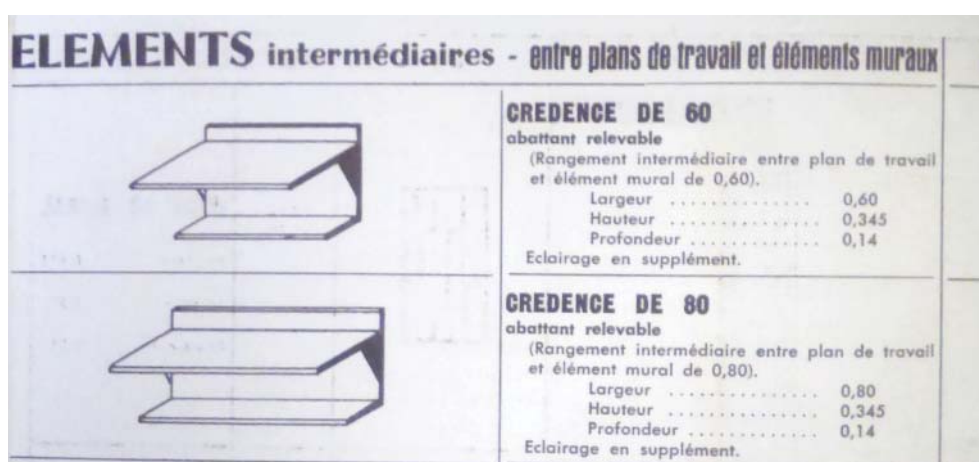 ELEMENTS intermédiaires - entre plans de travail et éléments muraux
CREDENCE DE 60
abattant relevable
(Rangement intermédiaire entre plan de travail
et élément mural de 0,60).
Largeur .............. 0,60
Hauteur .............. 0,345
Profondeur ............ 0,14
Eclairage en supplément.
CREDENCE DE 80
abattant relevable
(Rangement intermédiaire entre plan de travail
et élément mural de 0,80).
Largeur .............. 0,80
Hauteur .............. 0,345
Profondeur ............ 0,14
Eclairage en supplément.